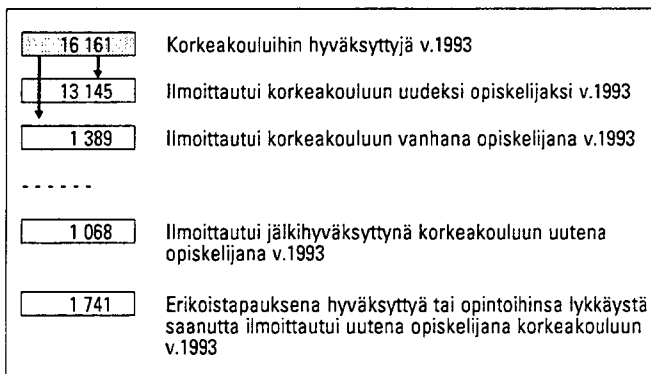 16 161 Korkeakouluihin hyväksyttyjä v.1993
13 145 Ilmoittautui korkeakouluun uudeksi opiskelijaksi v.1993
1 389 Ilmoittautui korkeakouluun vanhana opiskelijana v.1993
- - - - - -
1 068 Ilmoittautui jälkihyväksyttynä korkeakouluun uutena
opiskelijana v.1993
1 741 Erikoistapauksena hyväksyttyä tai opintoihinsa lykkäystä
saanutta ilmoittautui uutena opiskelijana korkeakouluun
v.1993